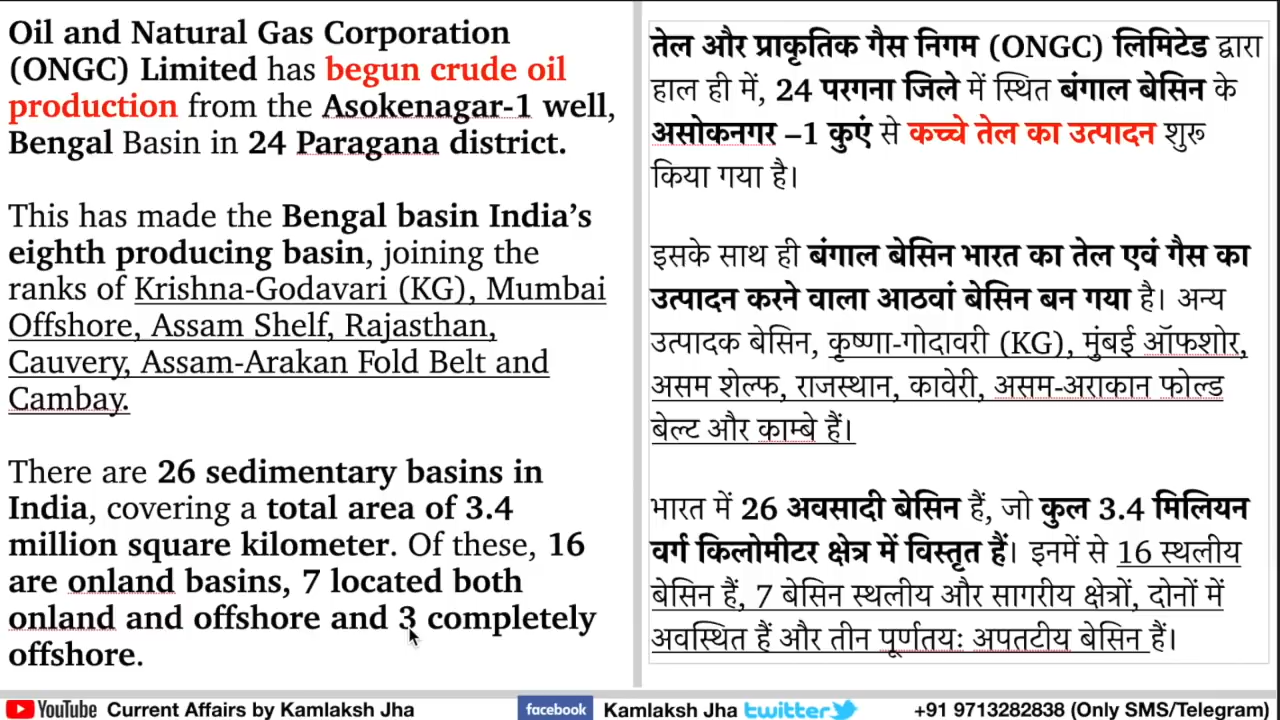 Oil and Natural Gas Corporation
(ONGC) Limited has begun crude oil
production from the Asokenagar-1 well,
Bengal Basin in 24 Paragana district.
This has made the Bengal basin India’s
eighth producing basin, joining the
ranks of Krishna-Godavari (KG), Mumbai
Offshore, Assam Shelf, Rajasthan,
Cauvery, Assam-Arakan Fold Belt and
Cambay.
There are 26 sedimentary basins in
India, covering a total area of 3.4
million square kilometer. Of these, 16
are onland basins, 7 located both
onland and offshore and 3 completely
offshore.
तेल और प्राकृतिक गैस निगम (ONGC) लिमिटेड द्वारा
हाल ही में, 24 परगना जिले में स्थित बंगाल बेसिन के
असोकनगर –1 कुएं से कच्चे तेल का उत्पादन शुरू
किया गया है।
इसके साथ ही बंगाल बेसिन भारत का तेल एवं गैस का
उत्पादन करने वाला आठवां बेसिन बन गया है। अन्य
उत्पादक बेसिन, कृष्णा-गोदावरी (KG), मुंबई ऑफशोर,
असम शेल्फ, राजस्थान, कावेरी, असम-अराकान फोल्ड
बेल्ट और काम्बे हैं।
भारत में 26 अवसादी बेसिन हैं, जो कुल 3.4 मिलियन
वर्ग किलोमीटर क्षेत्र में विस्तृत हैं। इनमें से 16 स्थलीय
बेसिन हैं, 7 बेसिन स्थलीय और सागरीय क्षेत्रों, दोनों में
अवस्थित हैं और तीन पूर्णतयः अपतटीय बेसिन हैं।
YouTube Current Affairs by Kamlaksh Jha facebook Kamlaksh Jha twitter +91 9713282838 (Only SMS/Telegram)